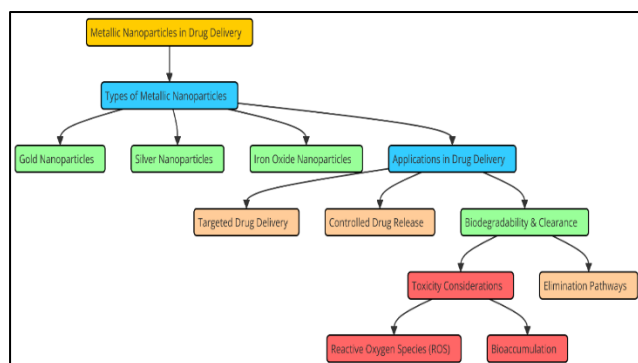 Metallic Nanoparticles in Drug Delivery
Types of Metallic Nanoparticles
Gold Nanoparticles
Silver Nanoparticles
Iron Oxide Nanoparticles
Applications in Drug Delivery
Targeted Drug Delivery
Controlled Drug Release
Biodegradability & Clearance
Toxicity Considerations
Elimination Pathways
Reactive Oxygen Species (ROS)
Bioaccumulation